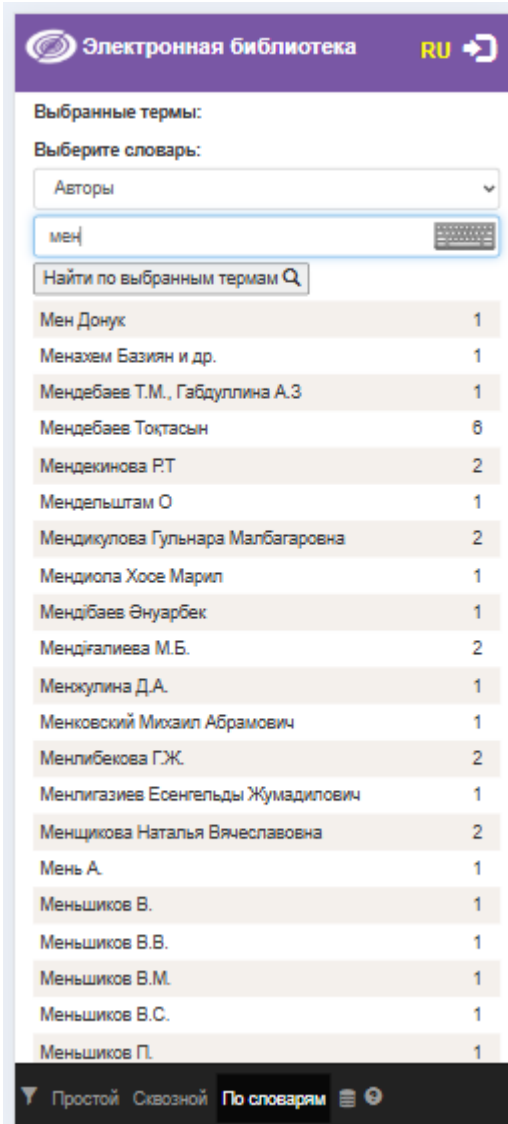 Электронная библиотека RU
Выбранные термы:
Выберите словарь:
Авторы
мен
Найти по выбранным термам
Мен Донук 1
Менахем Базиян и др. 1
Мендебаев Т.М., Габдуллина А.З 1
Мендебаев Тоқтасын 6
Мендекинова Р.Т 2
Мендельштам О 1
Мендикулова Гульнара Малбагаровна 2
Мендиола Хосе Марил 1
Мендібаев Әнуарбек 1
Мендіғалиева М.Б. 2
Менжулина Д.А. 1
Менковский Михаил Абрамович 1
Менлибекова Г.Ж. 2
Менлигазиев Есенгельды Жумадилович 1
Менщикова Наталья Вячеславовна 2
Мень А. 1
Меньшиков В. 1
Меньшиков В.В. 1
Меньшиков В.М. 1
Меньшиков В.С. 1
Меньшиков П. 1
Простой Сквозной По словарям